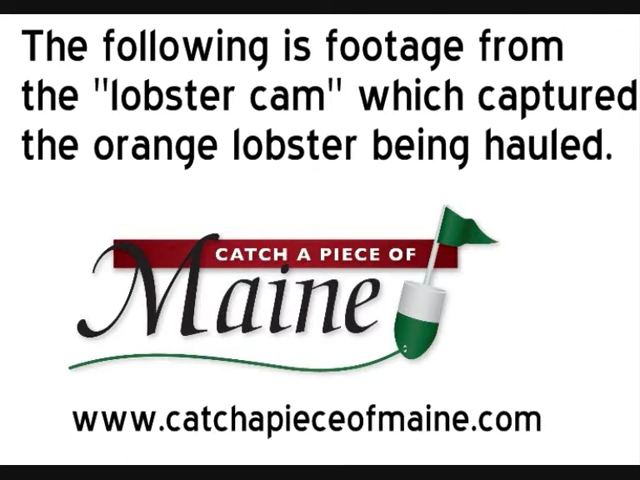 The following is footage from
the "lobster cam" which captured
the orange lobster being hauled.
CATCH A PIECE OF
Maine
www.catchapieceofmaine.com